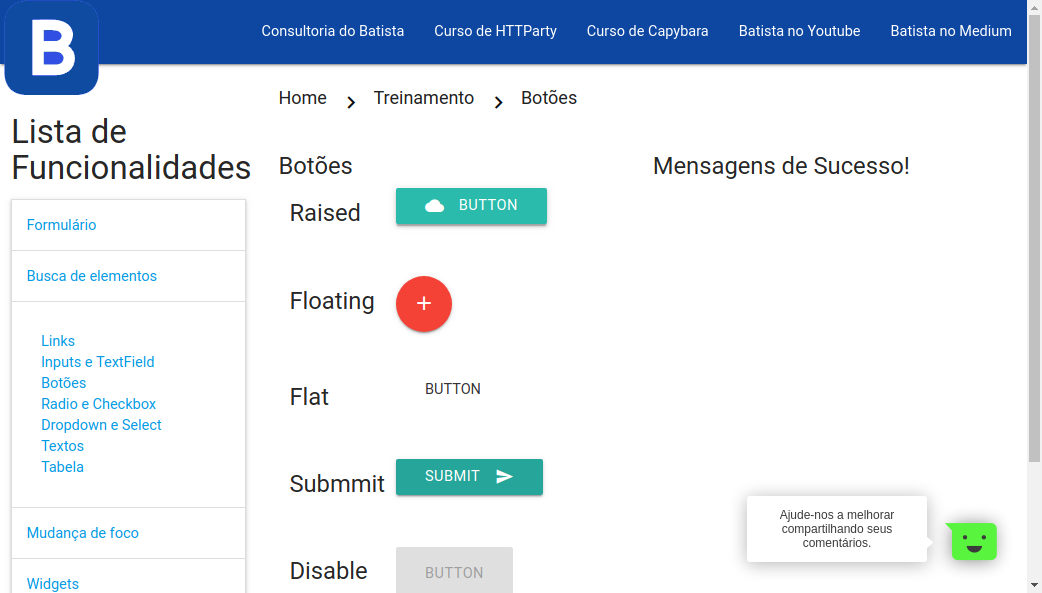 B
Consultoria do Batista
Curso de HTTParty
Curso de Capybara
Batista no Youtube
Batista no Medium
Home
Treinamento
Botões
Lista de
Funcionalidades
Formulário
Busca de elementos
Links
Inputs e TextField
Botões
Radio e Checkbox
Dropdown e Select
Textos
Tabela
Mudança de foco
Widgets
Botões
Raised
BUTTON
Floating
+
Flat
BUTTON
Submmit
SUBMIT
Disable
BUTTON
Mensagens de Sucesso!
Ajude-nos a melhorar
compartilhando seus
comentários.